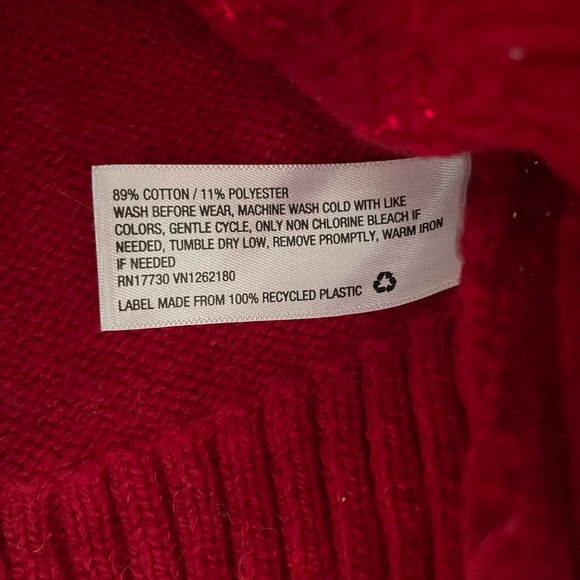 89% COTTON / 11% POLYESTER
WASH BEFORE WEAR, MACHINE WASH COLD WITH LIKE
COLORS, GENTLE CYCLE, ONLY NON CHLORINE BLEACH IF
NEEDED, TUMBLE DRY LOW, REMOVE PROMPTLY, WARM IRON
IF NEEDED
RN17730 VN1262180
LABEL MADE FROM 100% RECYCLED PLASTIC